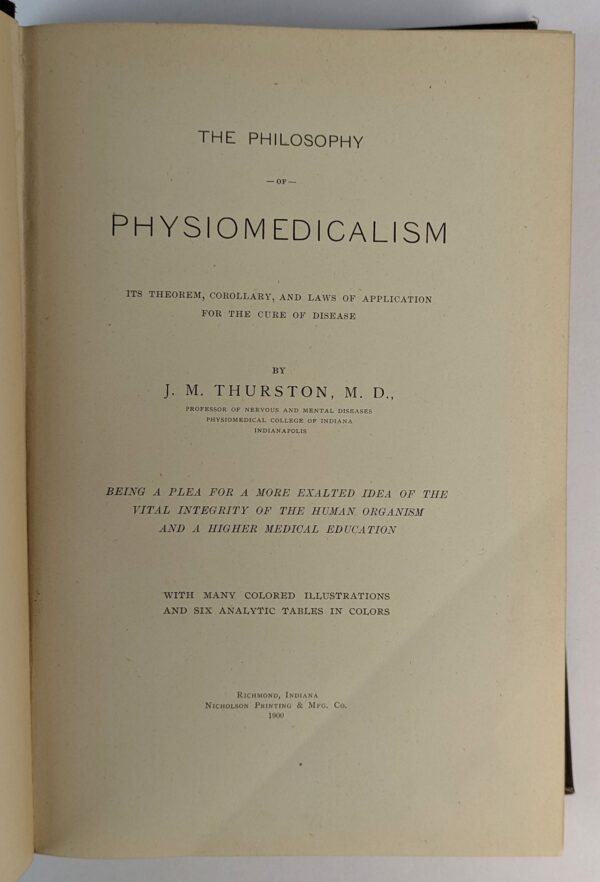 THE PHILOSOPHY
—OF—
PHYSIOMEDICALISM
ITS THEOREM, COROLLARY, AND LAWS OF APPLICATION
FOR THE CURE OF DISEASE
BY
J. M. THURSTON, M. D.,
PROFESSOR OF NERVOUS AND MENTAL DISEASES
PHYSIOMEDICAL COLLEGE OF INDIANA
INDIANAPOLIS
BEING A PLEA FOR A MORE EXALTED IDEA OF THE
VITAL INTEGRITY OF THE HUMAN ORGANISM
AND A HIGHER MEDICAL EDUCATION
WITH MANY COLORED ILLUSTRATIONS
AND SIX ANALYTIC TABLES IN COLORS
RICHMOND, INDIANA
NICHOLSON PRINTING & MFG. CO.
1900